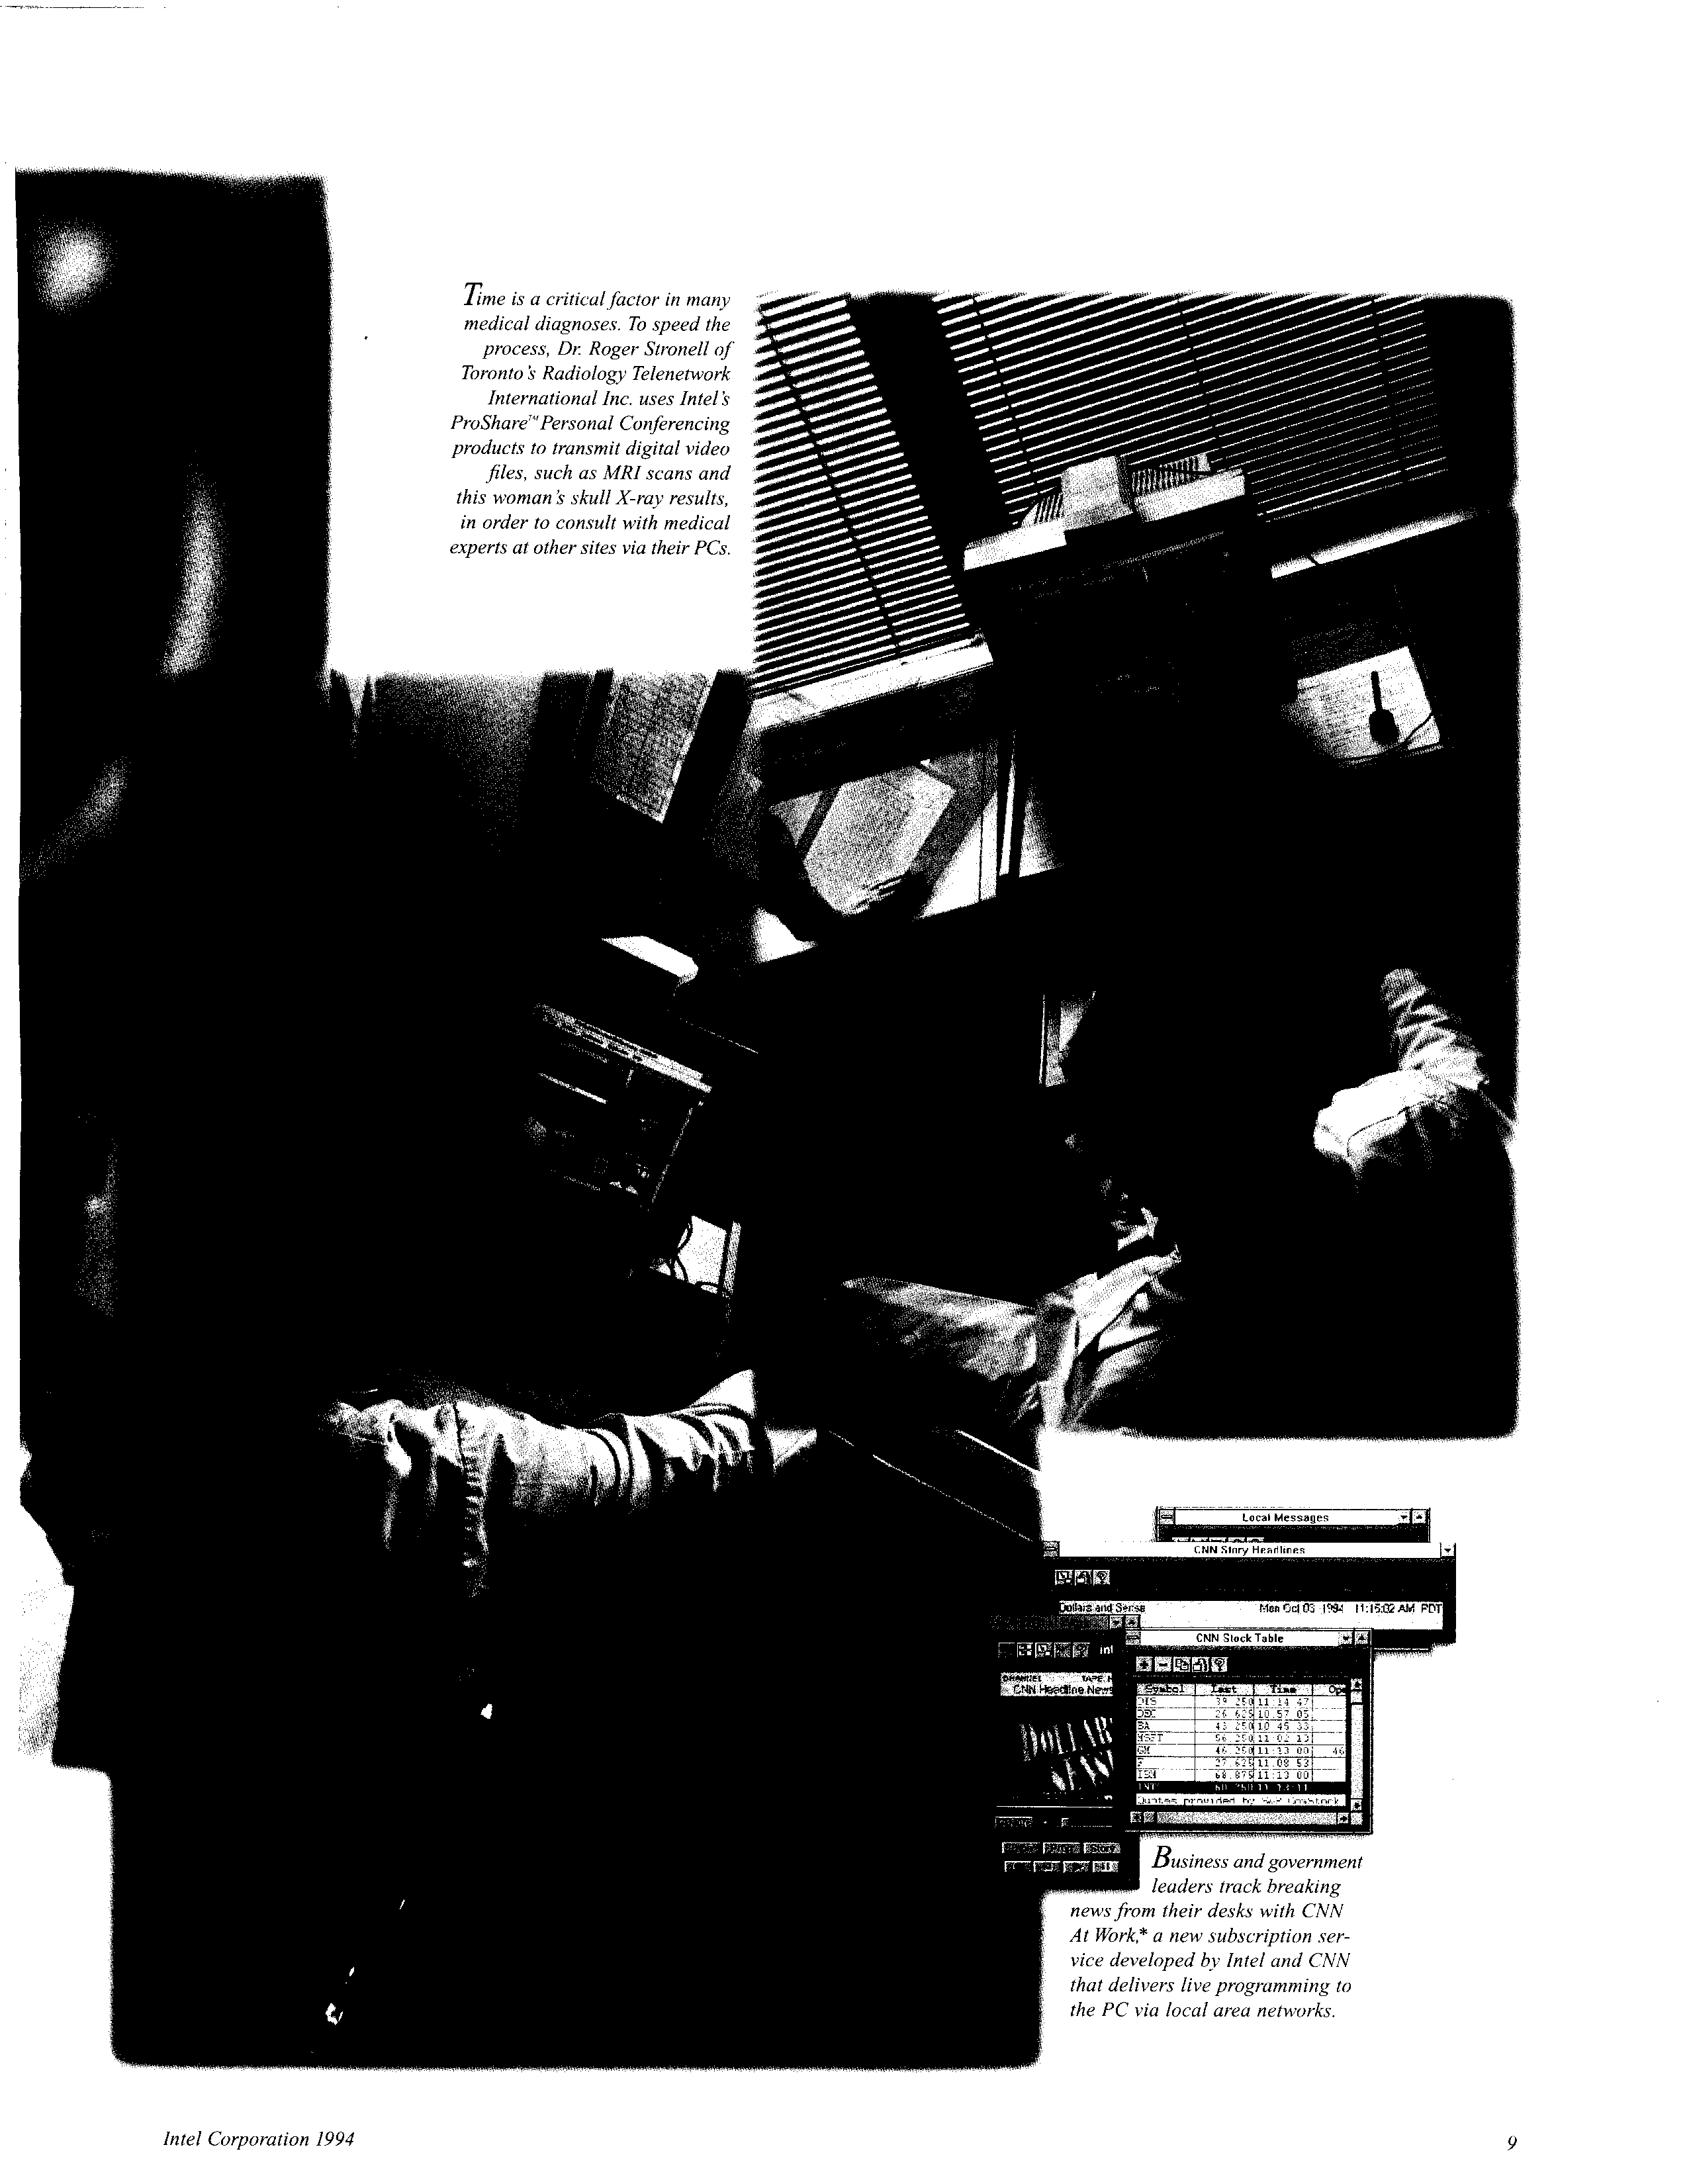 Time is a critical factor in many
medical diagnoses. To speed the
process, Dr. Roger Stronell of
Toronto's Radiology Telenetwork
International Inc. uses Intel's
ProShare™ Personal Conferencing
products to transmit digital video
files, such as MRI scans and
this woman's skull X-ray results,
in order to consult with medical
experts at other sites via their PCs.
Local Messages
CNN Story Headlines
Dollars and Sense Mon Oct 03 1994 11:15:02 AM PDT
CNN Stock Table
CHANNEL
CNN Headline News
Symbol Last Time Ope
DIS 39.250 11:14:47
DEC 26.625 10:57:05
BA 43.250 10:45:33
MSFT 56.250 11:02:13
GM 46.250 11:13:00 46
F 27.625 11:08:53
IBM 68.875 11:13:00
Quotes provided by S&P ComStock
Business and government
leaders track breaking
news from their desks with CNN
At Work,* a new subscription ser-
vice developed by Intel and CNN
that delivers live programming to
the PC via local area networks.
Intel Corporation 1994
9